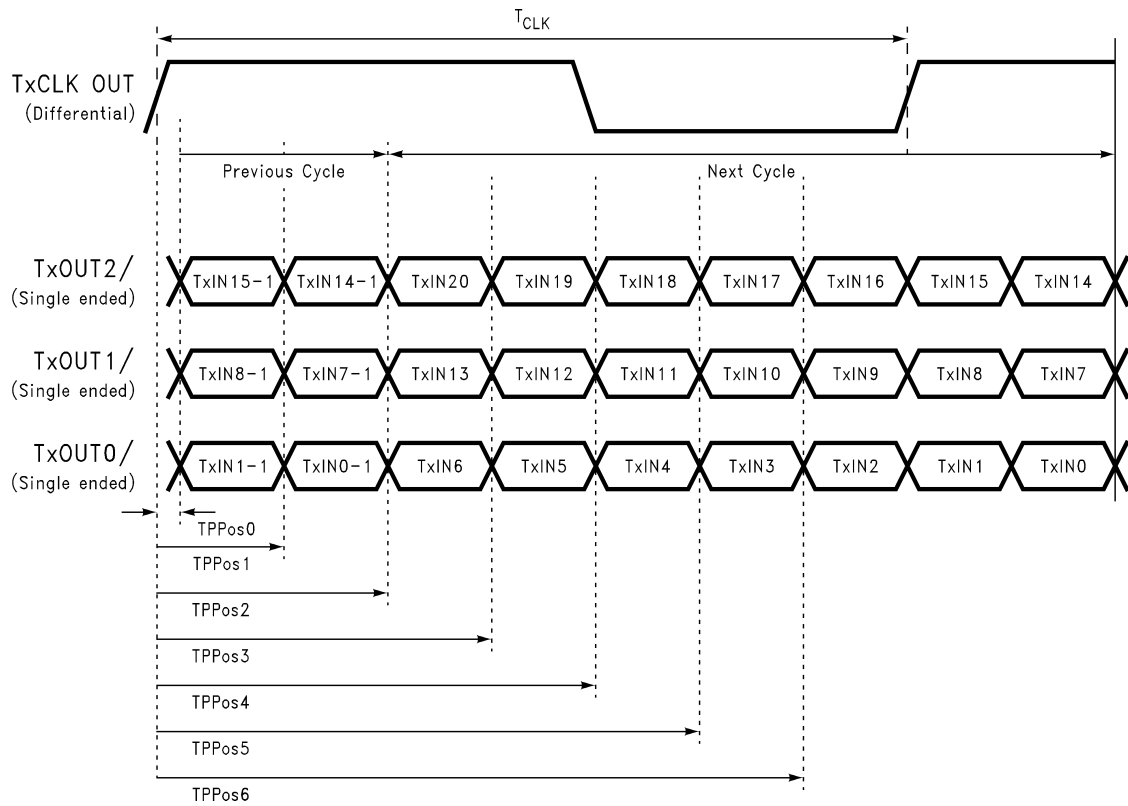 TCLK
TxCLK OUT
(Differential)
Previous Cycle
Next Cycle
TxOUT2/
(Single ended)
TxIN15-1 TxIN14-1 TxIN20 TxIN19 TxIN18 TxIN17 TxIN16 TxIN15 TxIN14
TxOUT1/
(Single ended)
TxIN8-1 TxIN7-1 TxIN13 TxIN12 TxIN11 TxIN10 TxIN9 TxIN8 TxIN7
TxOUT0/
(Single ended)
TxIN1-1 TxIN0-1 TxIN6 TxIN5 TxIN4 TxIN3 TxIN2 TxIN1 TxIN0
TPPos0
TPPos1
TPPos2
TPPos3
TPPos4
TPPos5
TPPos6